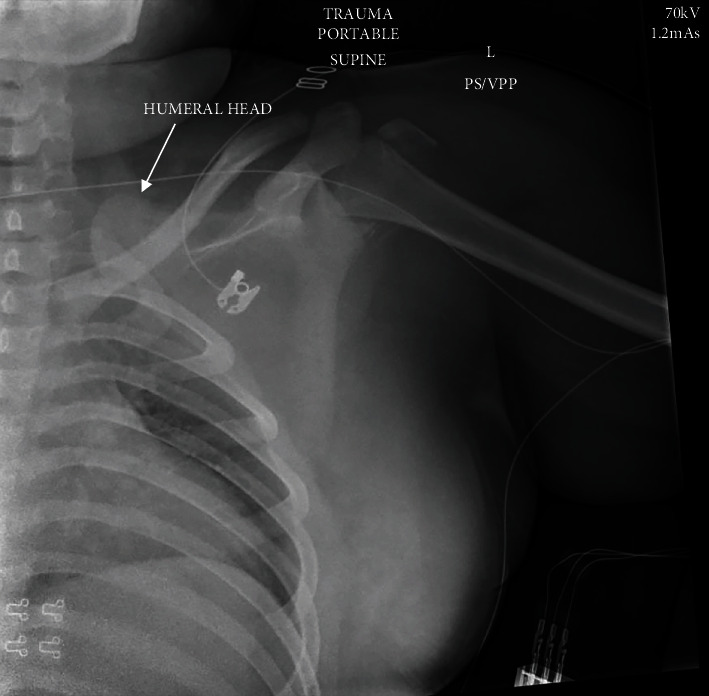 TRAUMA
PORTABLE
SUPINE
L
PS/VPP
70kV
1.2mAs
HUMERAL HEAD